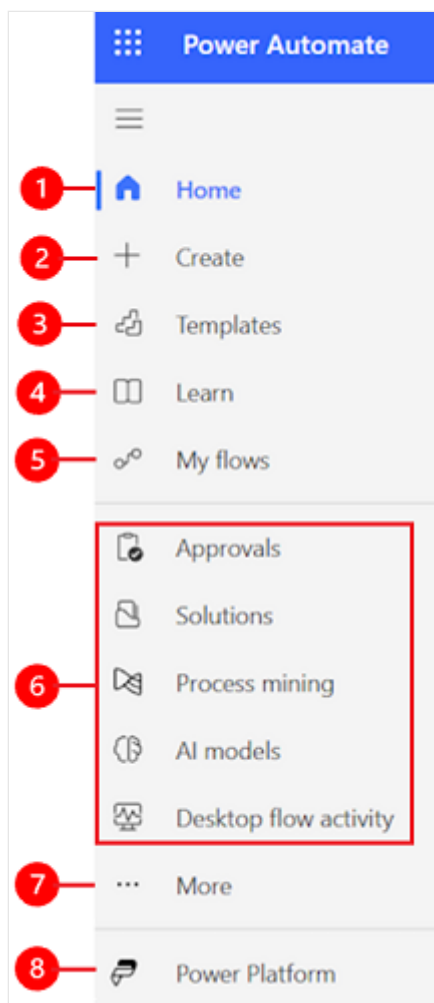 Power Automate
1 Home
2 Create
3 Templates
4 Learn
5 My flows
Approvals
Solutions
6 Process mining
AI models
Desktop flow activity
7 More
8 Power Platform